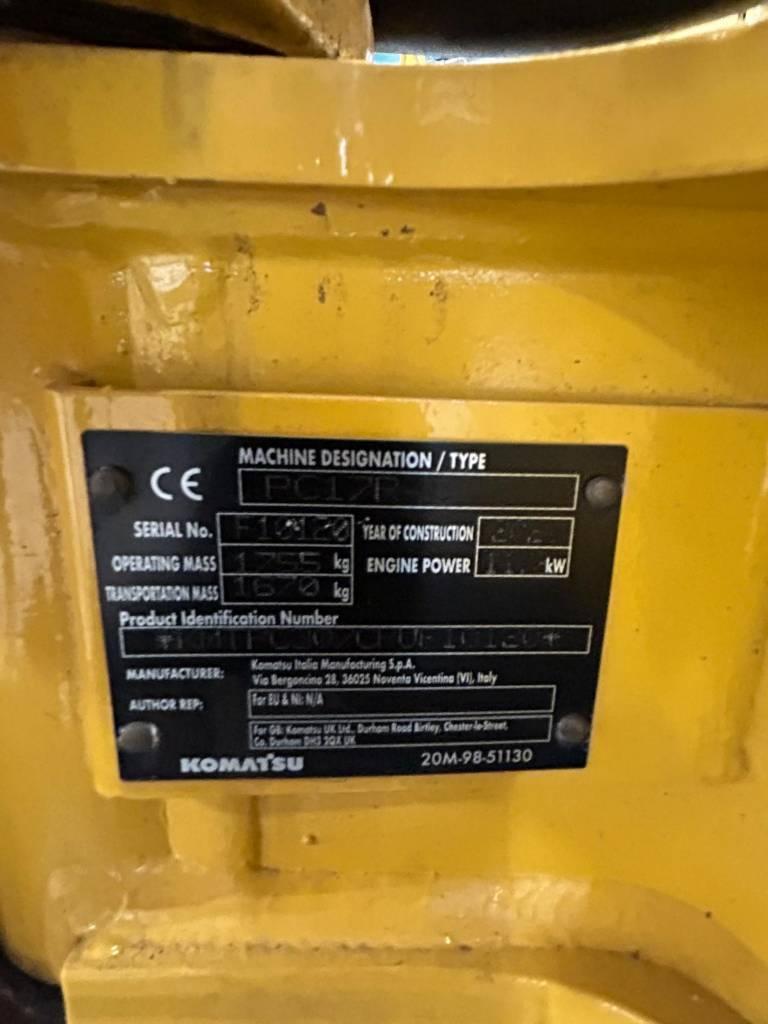 CE
MACHINE DESIGNATION / TYPE
PC17R
SERIAL No. F10120 YEAR OF CONSTRUCTION
OPERATING MASS 1755 kg ENGINE POWER kW
TRANSPORTATION MASS 1670 kg
Product Identification Number
MANUFACTURER: Komatsu Italia Manufacturing S.p.A.
Via Bergoncino 28, 36025 Noventa Vicentina (VI), Italy
AUTHOR REP: For EU & NI: N/A
For GB: Komatsu UK Ltd., Durham Road Birtley, Chester-le-Street,
Co. Durham DH3 2QX UK
KOMATSU 20M-98-51130